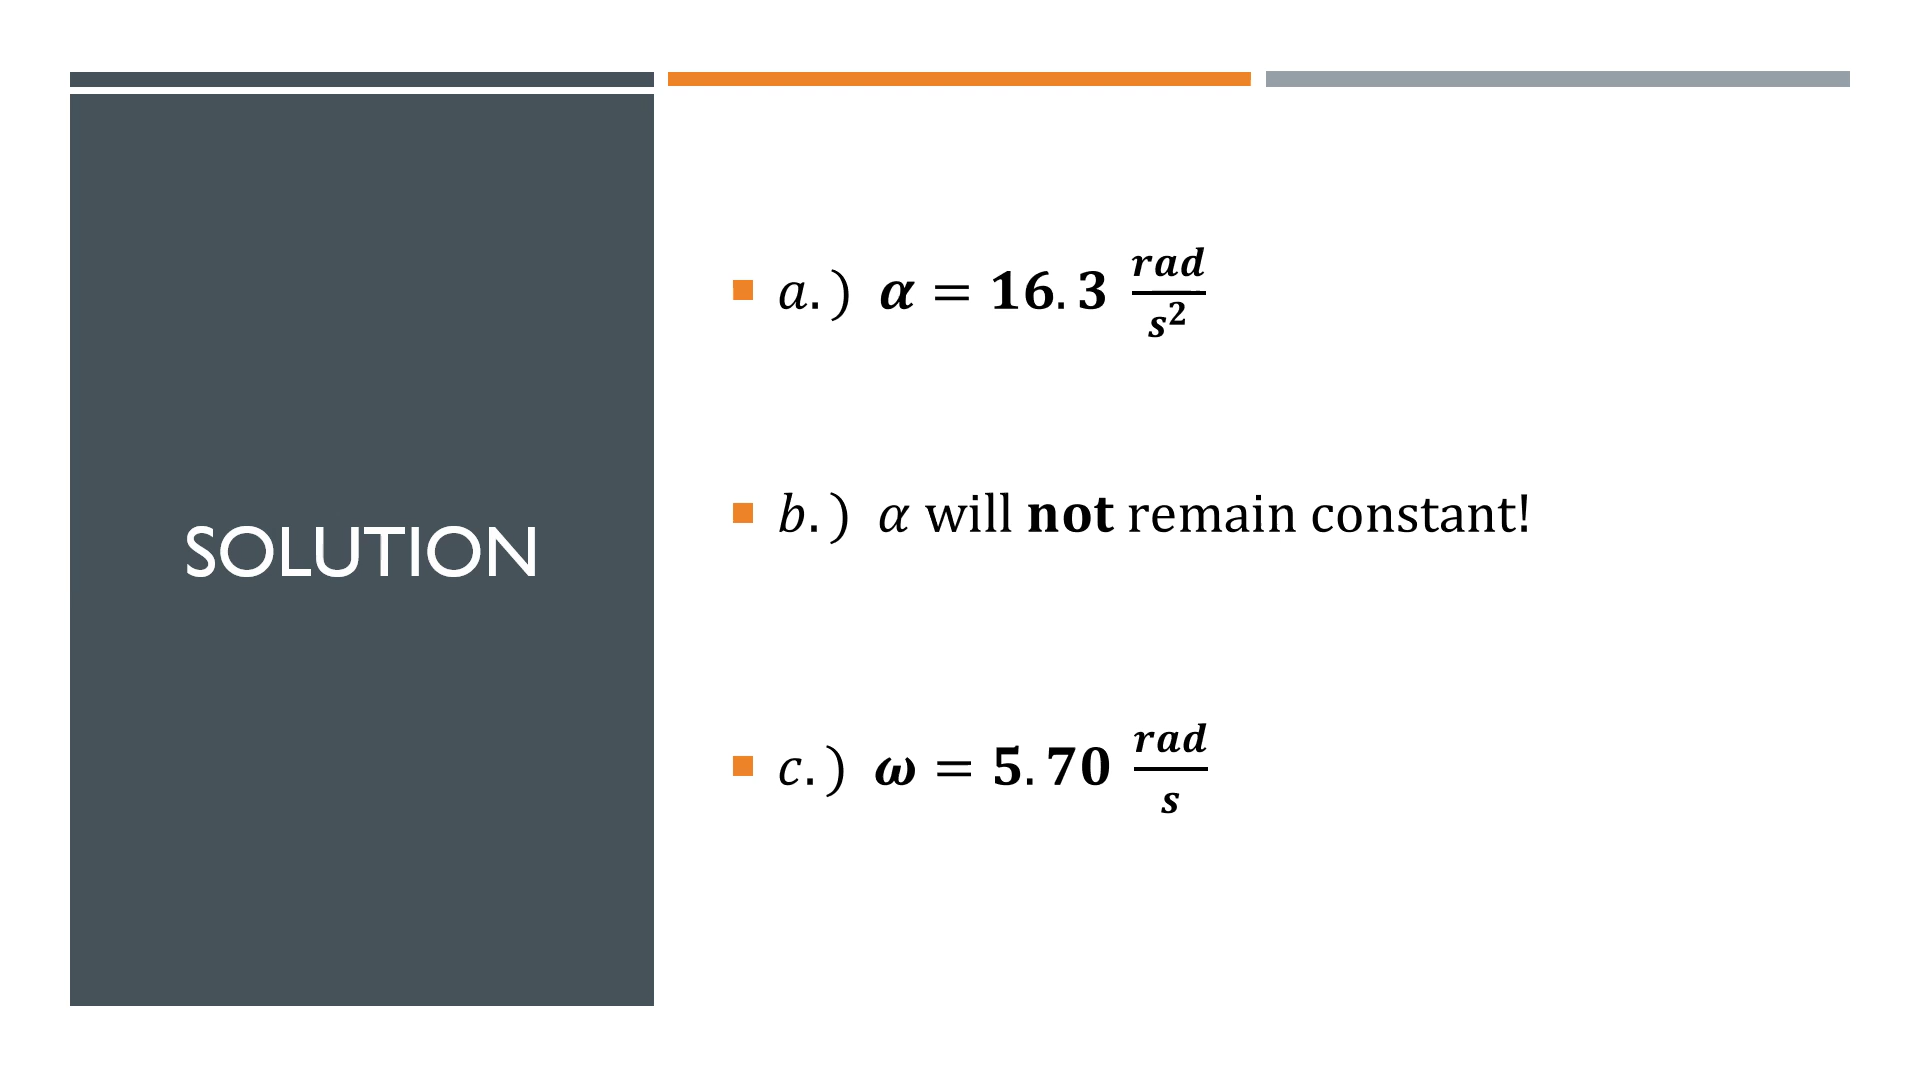 SOLUTION
a.) α = 16.3 rad/s²
b.) α will not remain constant!
c.) ω = 5.70 rad/s